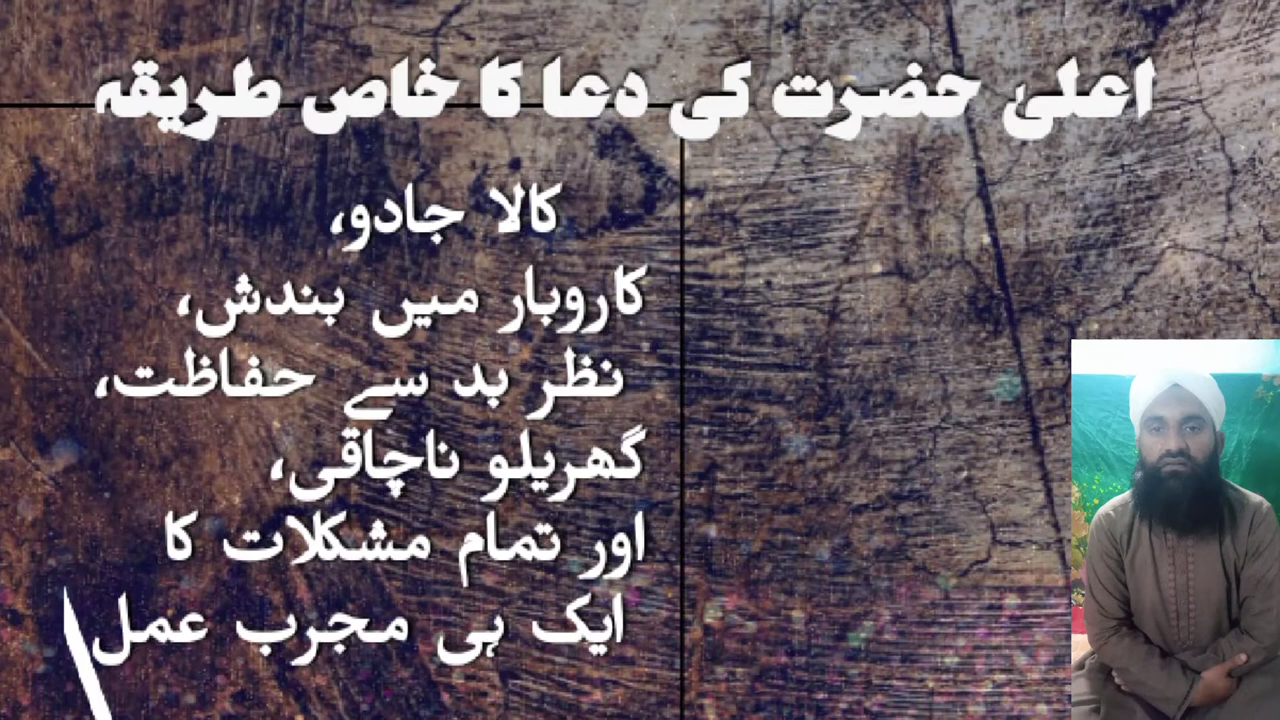 اعلیٰ حضرت کی دعا کا خاص طریقہ
کالا جادو،
کاروبار میں بندش،
نظر بد سے حفاظت،
گھریلو ناچاقی،
اور تمام مشکلات کا
ایک ہی مجرب عمل